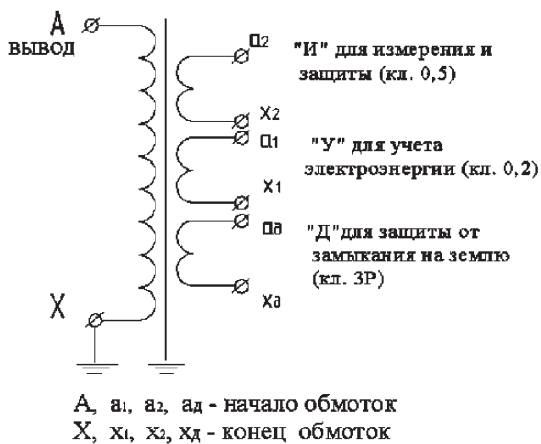 А
ВЫВОД
a2
"И" для измерения и
защиты (кл. 0,5)
x2
a1
"У" для учета
электроэнергии (кл. 0,2)
x1
aд
"Д"для защиты от
замыкания на землю
(кл. 3Р)
xд
X
А, a1, a2, aд - начало обмоток
X, x1, x2, xд - конец обмоток